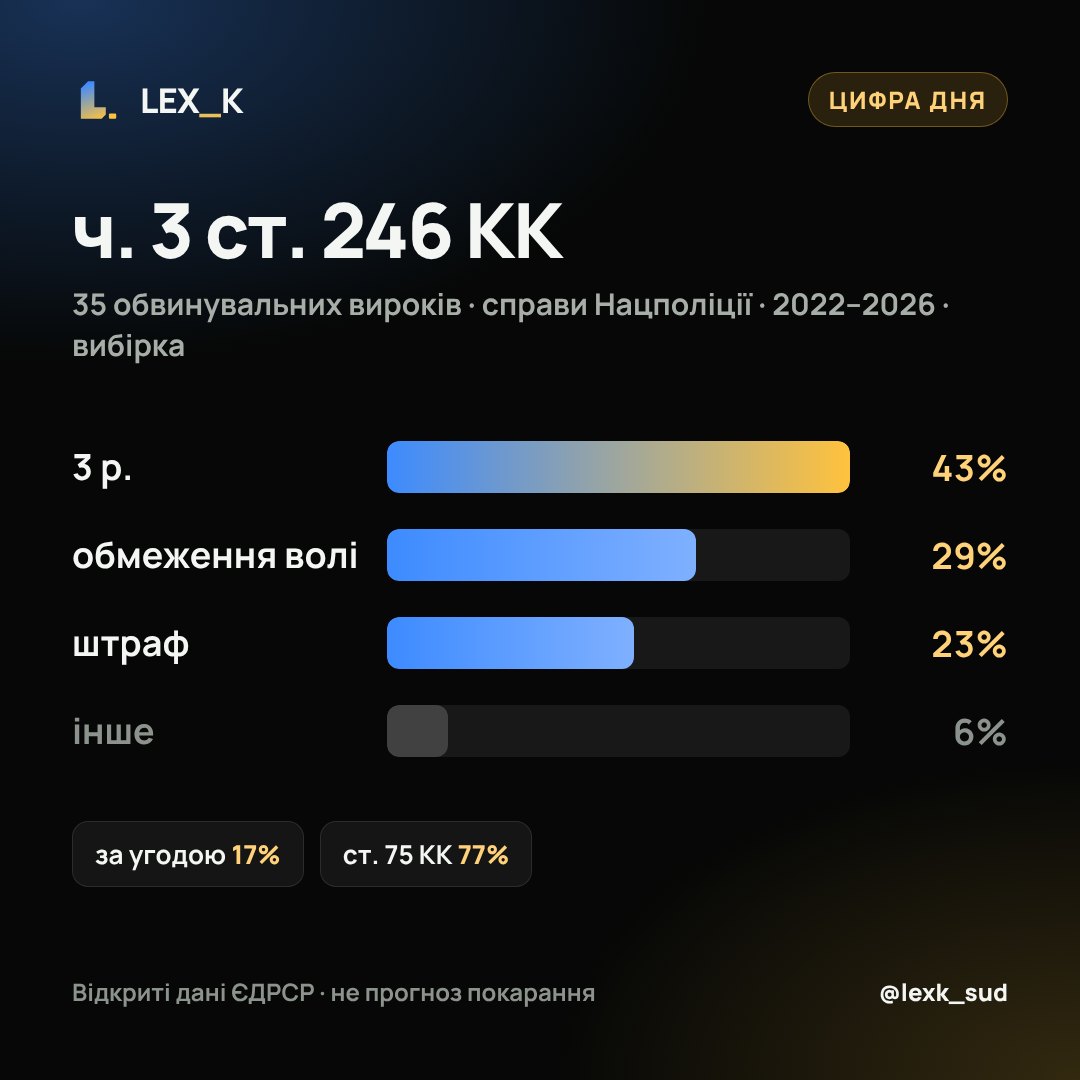 LEX_K
ЦИФРА ДНЯ
ч. 3 ст. 246 КК
35 обвинувальних вироків · справи Нацполіції · 2022–2026 ·
вибірка
3 р.
43%
обмеження волі
29%
штраф
23%
інше
6%
за угодою 17%
ст. 75 КК 77%
Відкриті дані ЄДРСР · не прогноз покарання
@lexk_sud